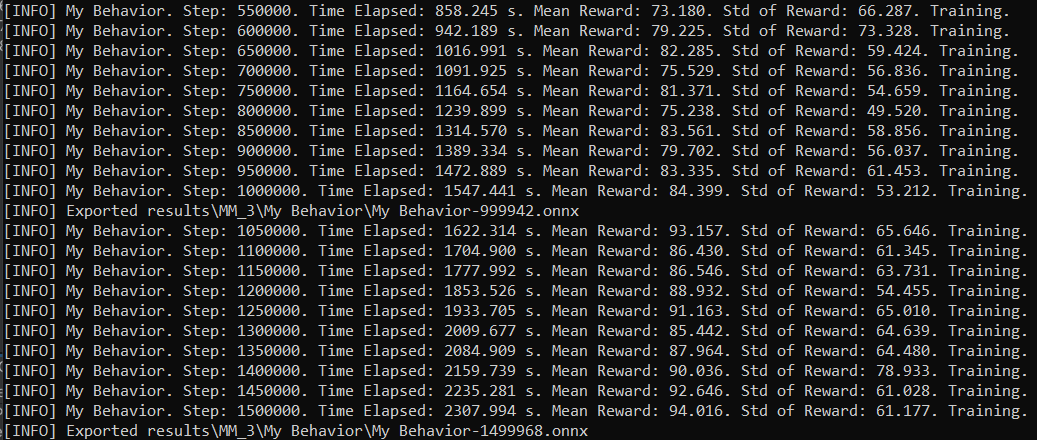 [INFO] My Behavior. Step: 550000. Time Elapsed: 858.245 s. Mean Reward: 73.180. Std of Reward: 66.287. Training.
[INFO] My Behavior. Step: 600000. Time Elapsed: 942.189 s. Mean Reward: 79.225. Std of Reward: 73.328. Training.
[INFO] My Behavior. Step: 650000. Time Elapsed: 1016.991 s. Mean Reward: 82.285. Std of Reward: 59.424. Training.
[INFO] My Behavior. Step: 700000. Time Elapsed: 1091.925 s. Mean Reward: 75.529. Std of Reward: 56.836. Training.
[INFO] My Behavior. Step: 750000. Time Elapsed: 1164.654 s. Mean Reward: 81.371. Std of Reward: 54.659. Training.
[INFO] My Behavior. Step: 800000. Time Elapsed: 1239.899 s. Mean Reward: 75.238. Std of Reward: 49.520. Training.
[INFO] My Behavior. Step: 850000. Time Elapsed: 1314.570 s. Mean Reward: 83.561. Std of Reward: 58.856. Training.
[INFO] My Behavior. Step: 900000. Time Elapsed: 1389.334 s. Mean Reward: 79.702. Std of Reward: 56.037. Training.
[INFO] My Behavior. Step: 950000. Time Elapsed: 1472.889 s. Mean Reward: 83.335. Std of Reward: 61.453. Training.
[INFO] My Behavior. Step: 1000000. Time Elapsed: 1547.441 s. Mean Reward: 84.399. Std of Reward: 53.212. Training.
[INFO] Exported results\MM_3\My Behavior\My Behavior-999942.onnx
[INFO] My Behavior. Step: 1050000. Time Elapsed: 1622.314 s. Mean Reward: 93.157. Std of Reward: 65.646. Training.
[INFO] My Behavior. Step: 1100000. Time Elapsed: 1704.900 s. Mean Reward: 86.430. Std of Reward: 61.345. Training.
[INFO] My Behavior. Step: 1150000. Time Elapsed: 1777.992 s. Mean Reward: 86.546. Std of Reward: 63.731. Training.
[INFO] My Behavior. Step: 1200000. Time Elapsed: 1853.526 s. Mean Reward: 88.932. Std of Reward: 54.455. Training.
[INFO] My Behavior. Step: 1250000. Time Elapsed: 1933.705 s. Mean Reward: 91.163. Std of Reward: 65.010. Training.
[INFO] My Behavior. Step: 1300000. Time Elapsed: 2009.677 s. Mean Reward: 85.442. Std of Reward: 64.639. Training.
[INFO] My Behavior. Step: 1350000. Time Elapsed: 2084.909 s. Mean Reward: 87.964. Std of Reward: 64.480. Training.
[INFO] My Behavior. Step: 1400000. Time Elapsed: 2159.739 s. Mean Reward: 90.036. Std of Reward: 78.933. Training.
[INFO] My Behavior. Step: 1450000. Time Elapsed: 2235.281 s. Mean Reward: 92.646. Std of Reward: 61.028. Training.
[INFO] My Behavior. Step: 1500000. Time Elapsed: 2307.994 s. Mean Reward: 94.016. Std of Reward: 61.177. Training.
[INFO] Exported results\MM_3\My Behavior\My Behavior-1499968.onnx